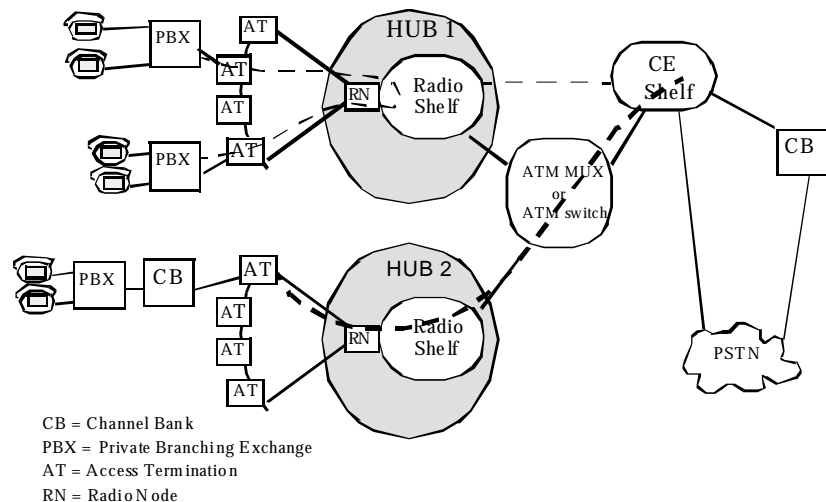 AT
HUB 1
PBX
AT
CE
Shelf
Radio
Shelf
RN
AT
CB
AT
PBX
ATM MUX
or
ATM switch
HUB 2
AT
CB
PBX
AT
Radio
Shelf
RN
AT
PSTN
AT
CB = Channel Bank
PBX = Private Branching Exchange
AT = Access Termination
RN = Radio Node